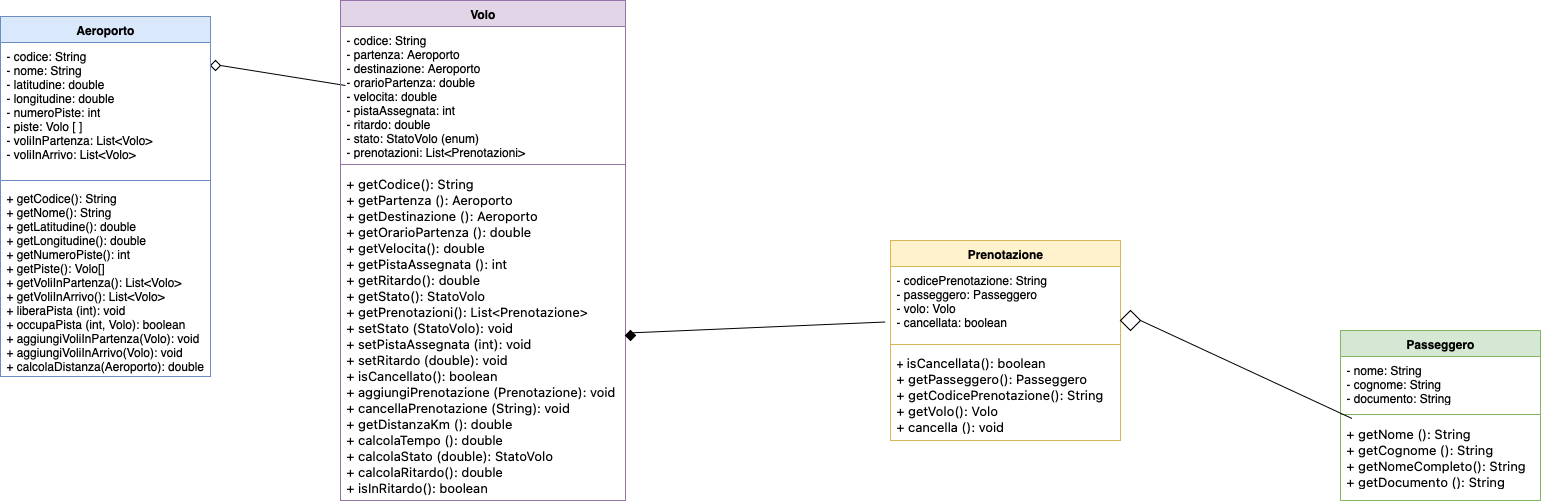 Aeroporto
- codice: String
- nome: String
- latitudine: double
- longitudine: double
- numeroPiste: int
- piste: Volo [ ]
- voliInPartenza: List<Volo>
- voliInArrivo: List<Volo>
+ getCodice(): String
+ getNome(): String
+ getLatitudine(): double
+ getLongitudine(): double
+ getNumeroPiste(): int
+ getPiste(): Volo[]
+ getVoliInPartenza(): List<Volo>
+ getVoliInArrivo(): List<Volo>
+ liberaPista (int): void
+ occupaPista (int, Volo): boolean
+ aggiungiVoliInPartenza(Volo): void
+ aggiungiVoliInArrivo(Volo): void
+ calcolaDistanza(Aeroporto): double
Volo
- codice: String
- partenza: Aeroporto
- destinazione: Aeroporto
- orarioPartenza: double
- velocita: double
- pistaAssegnata: int
- ritardo: double
- stato: StatoVolo (enum)
- prenotazioni: List<Prenotazioni>
+ getCodice(): String
+ getPartenza (): Aeroporto
+ getDestinazione (): Aeroporto
+ getOrarioPartenza (): double
+ getVelocita(): double
+ getPistaAssegnata (): int
+ getRitardo(): double
+ getStato(): StatoVolo
+ getPrenotazioni(): List<Prenotazione>
+ setStato (StatoVolo): void
+ setPistaAssegnata (int): void
+ setRitardo (double): void
+ isCancellato(): boolean
+ aggiungiPrenotazione (Prenotazione): void
+ cancellaPrenotazione (String): void
+ getDistanzaKm (): double
+ calcolaTempo (): double
+ calcolaStato (double): StatoVolo
+ calcolaRitardo(): double
+ isInRitardo(): boolean
Prenotazione
- codicePrenotazione: String
- passeggero: Passeggero
- volo: Volo
- cancellata: boolean
+ isCancellata(): boolean
+ getPasseggero(): Passeggero
+ getCodicePrenotazione(): String
+ getVolo(): Volo
+ cancella (): void
Passeggero
- nome: String
- cognome: String
- documento: String
+ getNome (): String
+ getCognome (): String
+ getNomeCompleto(): String
+ getDocumento (): String